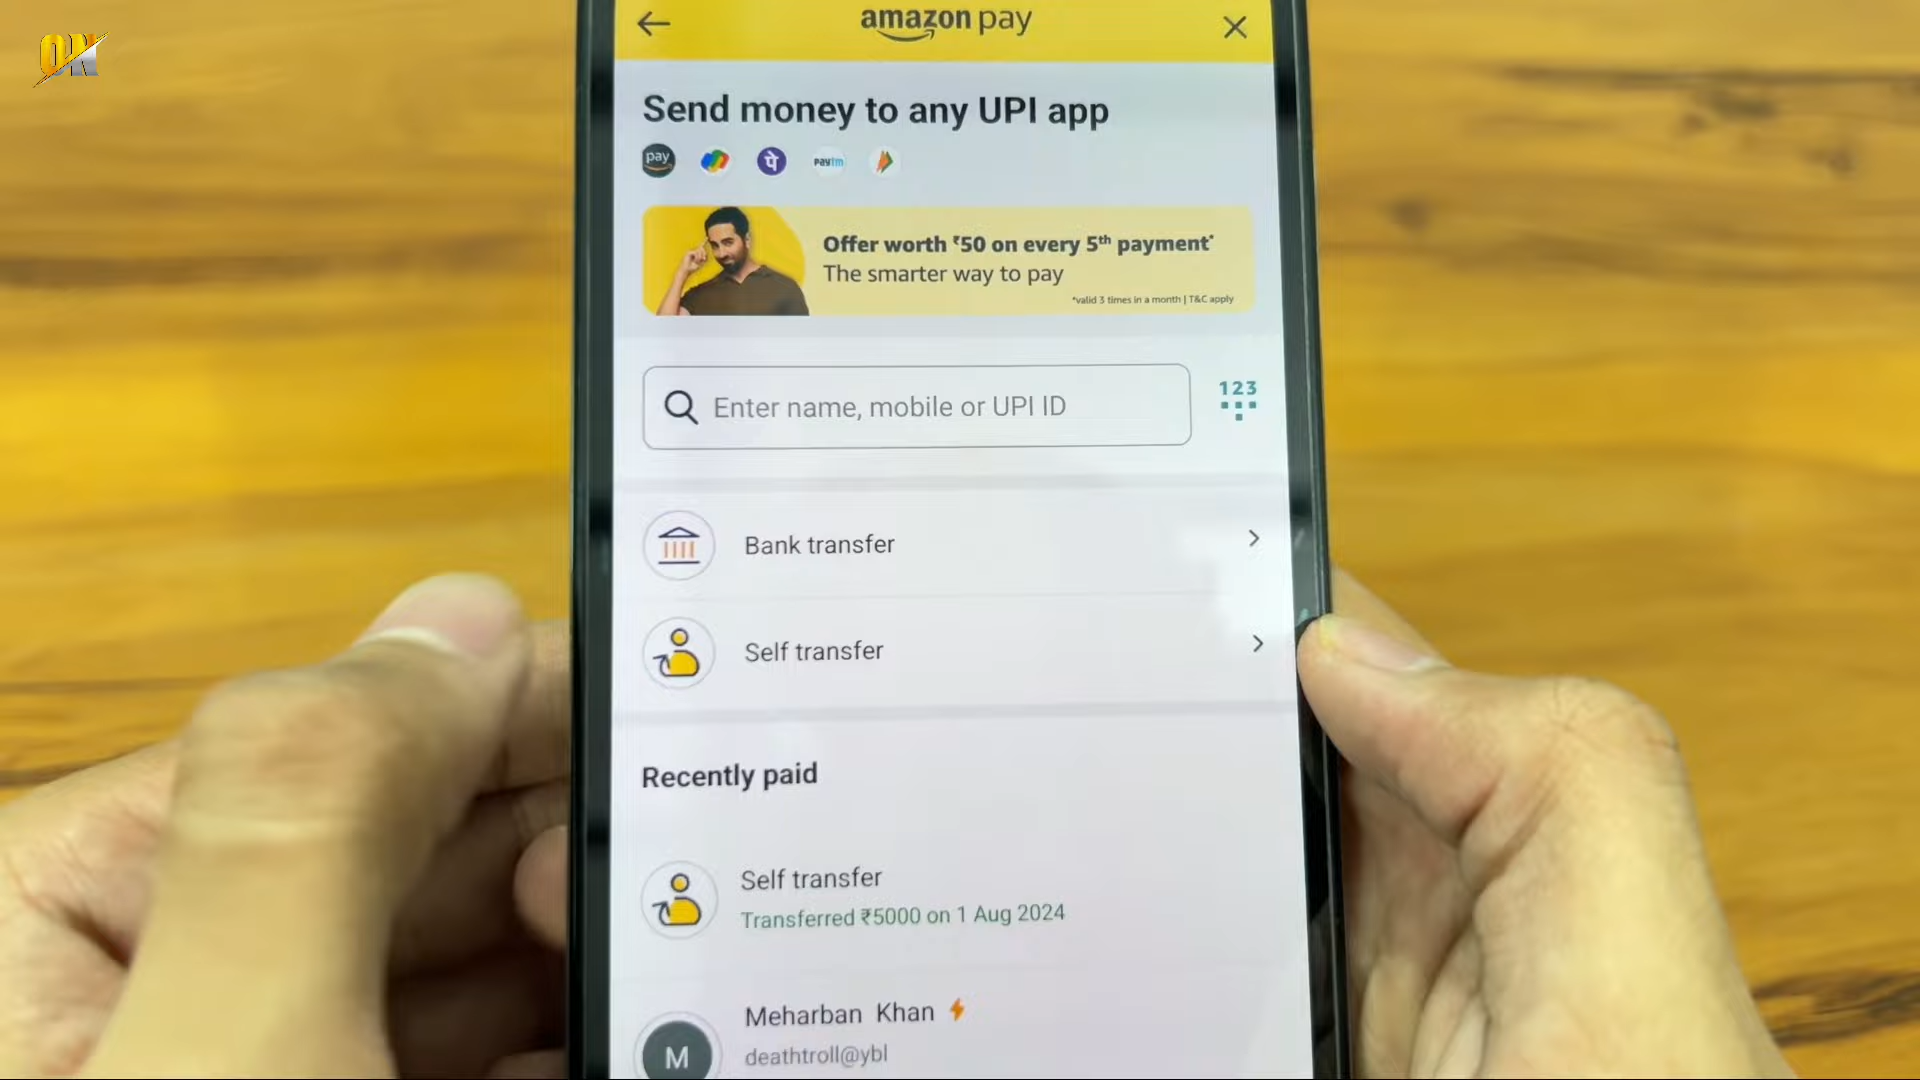 ON
amazon pay
Send money to any UPI app
pay
पे
paytm
Offer worth ₹50 on every 5th payment*
The smarter way to pay
*valid 3 times in a month | T&C apply
Enter name, mobile or UPI ID
123
Bank transfer
Self transfer
Recently paid
Self transfer
Transferred ₹5000 on 1 Aug 2024
Meharban Khan
M
deathtroll@ybl